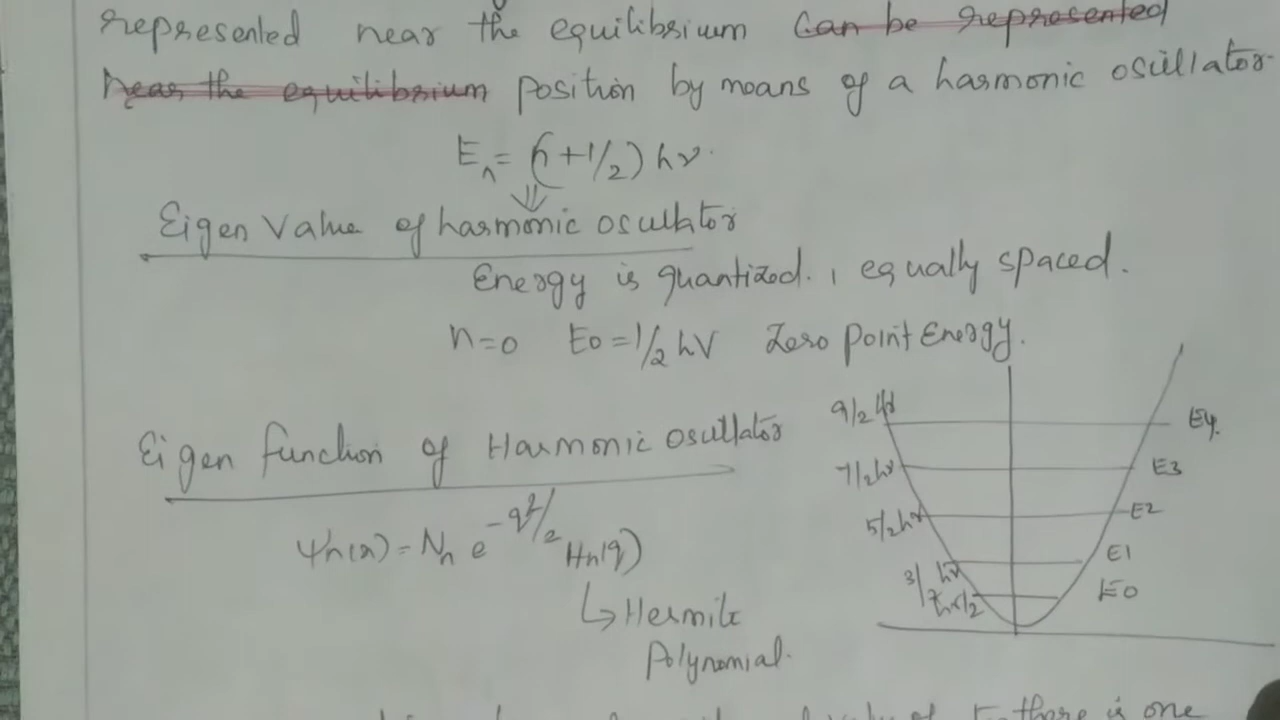 represented near the equilibrium can be represented
near the equilibrium position by means of a harmonic oscillator.
Eₙ = (n+1/2) hν.
⇓
Eigen Value of harmonic oscillator
Energy is quantized. , equally spaced.
n=0 E0 = 1/2 hν Zero point Energy.
Eigen function of Harmonic oscillator
ψn(x) = Nₙ e^(-q²/2) Hn(q)
↳ Hermite
Polynomial.
9/2 hν E4.
7/2 hν E3
5/2 hν E2
3/2 hν E1
hν/2 E0
there is one